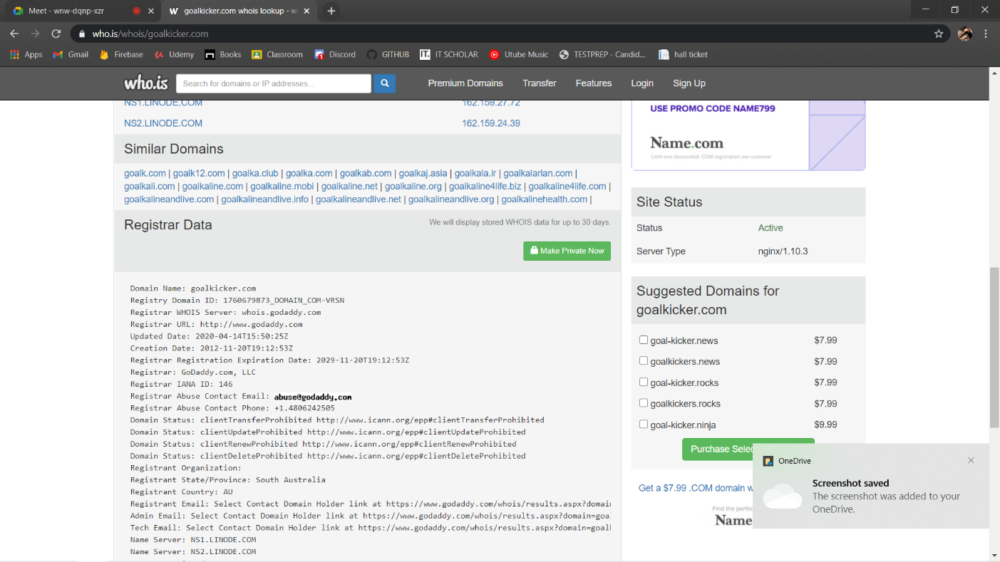 Meet - wnw-dqnp-xzr
goalkicker.com whois lookup - w
who.is/whois/goalkicker.com
Apps
Gmail
Firebase
Udemy
Books
Classroom
Discord
GITHUB
IT SCHOLAR
Utube Music
TESTPREP - Candid...
hall ticket
who.is
Search for domains or IP addresses...
Premium Domains
Transfer
Features
Login
Sign Up
NS1.LINODE.COM 162.159.27.72
NS2.LINODE.COM 162.159.24.39
Similar Domains
goalk.com | goalk12.com | goalka.club | goalka.com | goalkab.com | goalkaj.asia | goalkala.ir | goalkalarian.com |
goalkali.com | goalkaline.com | goalkaline.mobi | goalkaline.net | goalkaline.org | goalkaline4life.biz | goalkaline4life.com |
goalkalineandlive.com | goalkalineandlive.info | goalkalineandlive.net | goalkalineandlive.org | goalkalinehealth.com |
Registrar Data
We will display stored WHOIS data for up to 30 days.
Make Private Now
Domain Name: goalkicker.com
Registry Domain ID: 1760679873_DOMAIN_COM-VRSN
Registrar WHOIS Server: whois.godaddy.com
Registrar URL: http://www.godaddy.com
Updated Date: 2020-04-14T15:50:25Z
Creation Date: 2012-11-20T19:12:53Z
Registrar Registration Expiration Date: 2029-11-20T19:12:53Z
Registrar: GoDaddy.com, LLC
Registrar IANA ID: 146
Registrar Abuse Contact Email: abuse@godaddy.com
Registrar Abuse Contact Phone: +1.4806242505
Domain Status: clientTransferProhibited http://www.icann.org/epp#clientTransferProhibited
Domain Status: clientUpdateProhibited http://www.icann.org/epp#clientUpdateProhibited
Domain Status: clientRenewProhibited http://www.icann.org/epp#clientRenewProhibited
Domain Status: clientDeleteProhibited http://www.icann.org/epp#clientDeleteProhibited
Registrant Organization:
Registrant State/Province: South Australia
Registrant Country: AU
Registrant Email: Select Contact Domain Holder link at https://www.godaddy.com/whois/results.aspx?domain
Admin Email: Select Contact Domain Holder link at https://www.godaddy.com/whois/results.aspx?domain=goal
Tech Email: Select Contact Domain Holder link at https://www.godaddy.com/whois/results.aspx?domain=goal
Name Server: NS1.LINODE.COM
Name Server: NS2.LINODE.COM
USE PROMO CODE NAME799
Name.com
Limit one discounted .COM registration per customer
Site Status
Status Active
Server Type nginx/1.10.3
Suggested Domains for
goalkicker.com
goal-kicker.news $7.99
goalkickers.news $7.99
goal-kicker.rocks $7.99
goalkickers.rocks $7.99
goal-kicker.ninja $9.99
Purchase Selec
Get a $7.99 .COM domain w
Find the perfec
Name
OneDrive
Screenshot saved
The screenshot was added to your
OneDrive.